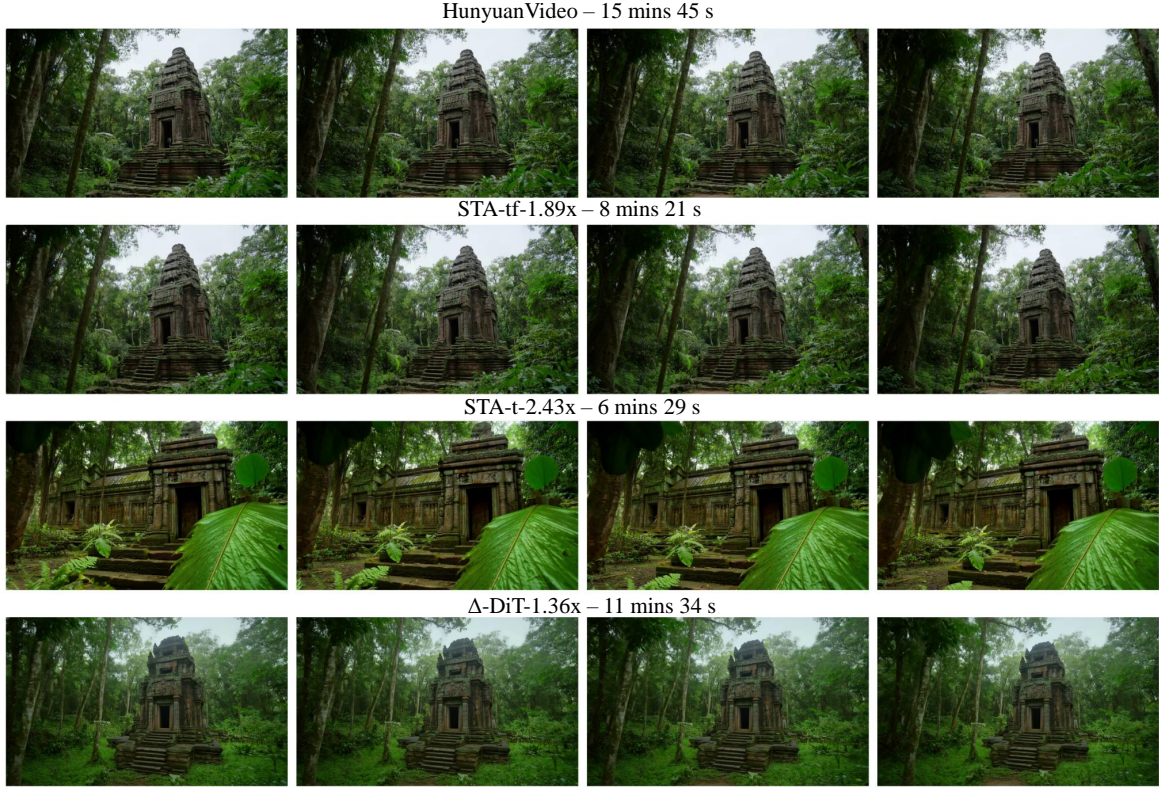 HunyuanVideo – 15 mins 45 s
STA-tf-1.89x – 8 mins 21 s
STA-t-2.43x – 6 mins 29 s
Δ-DiT-1.36x – 11 mins 34 s